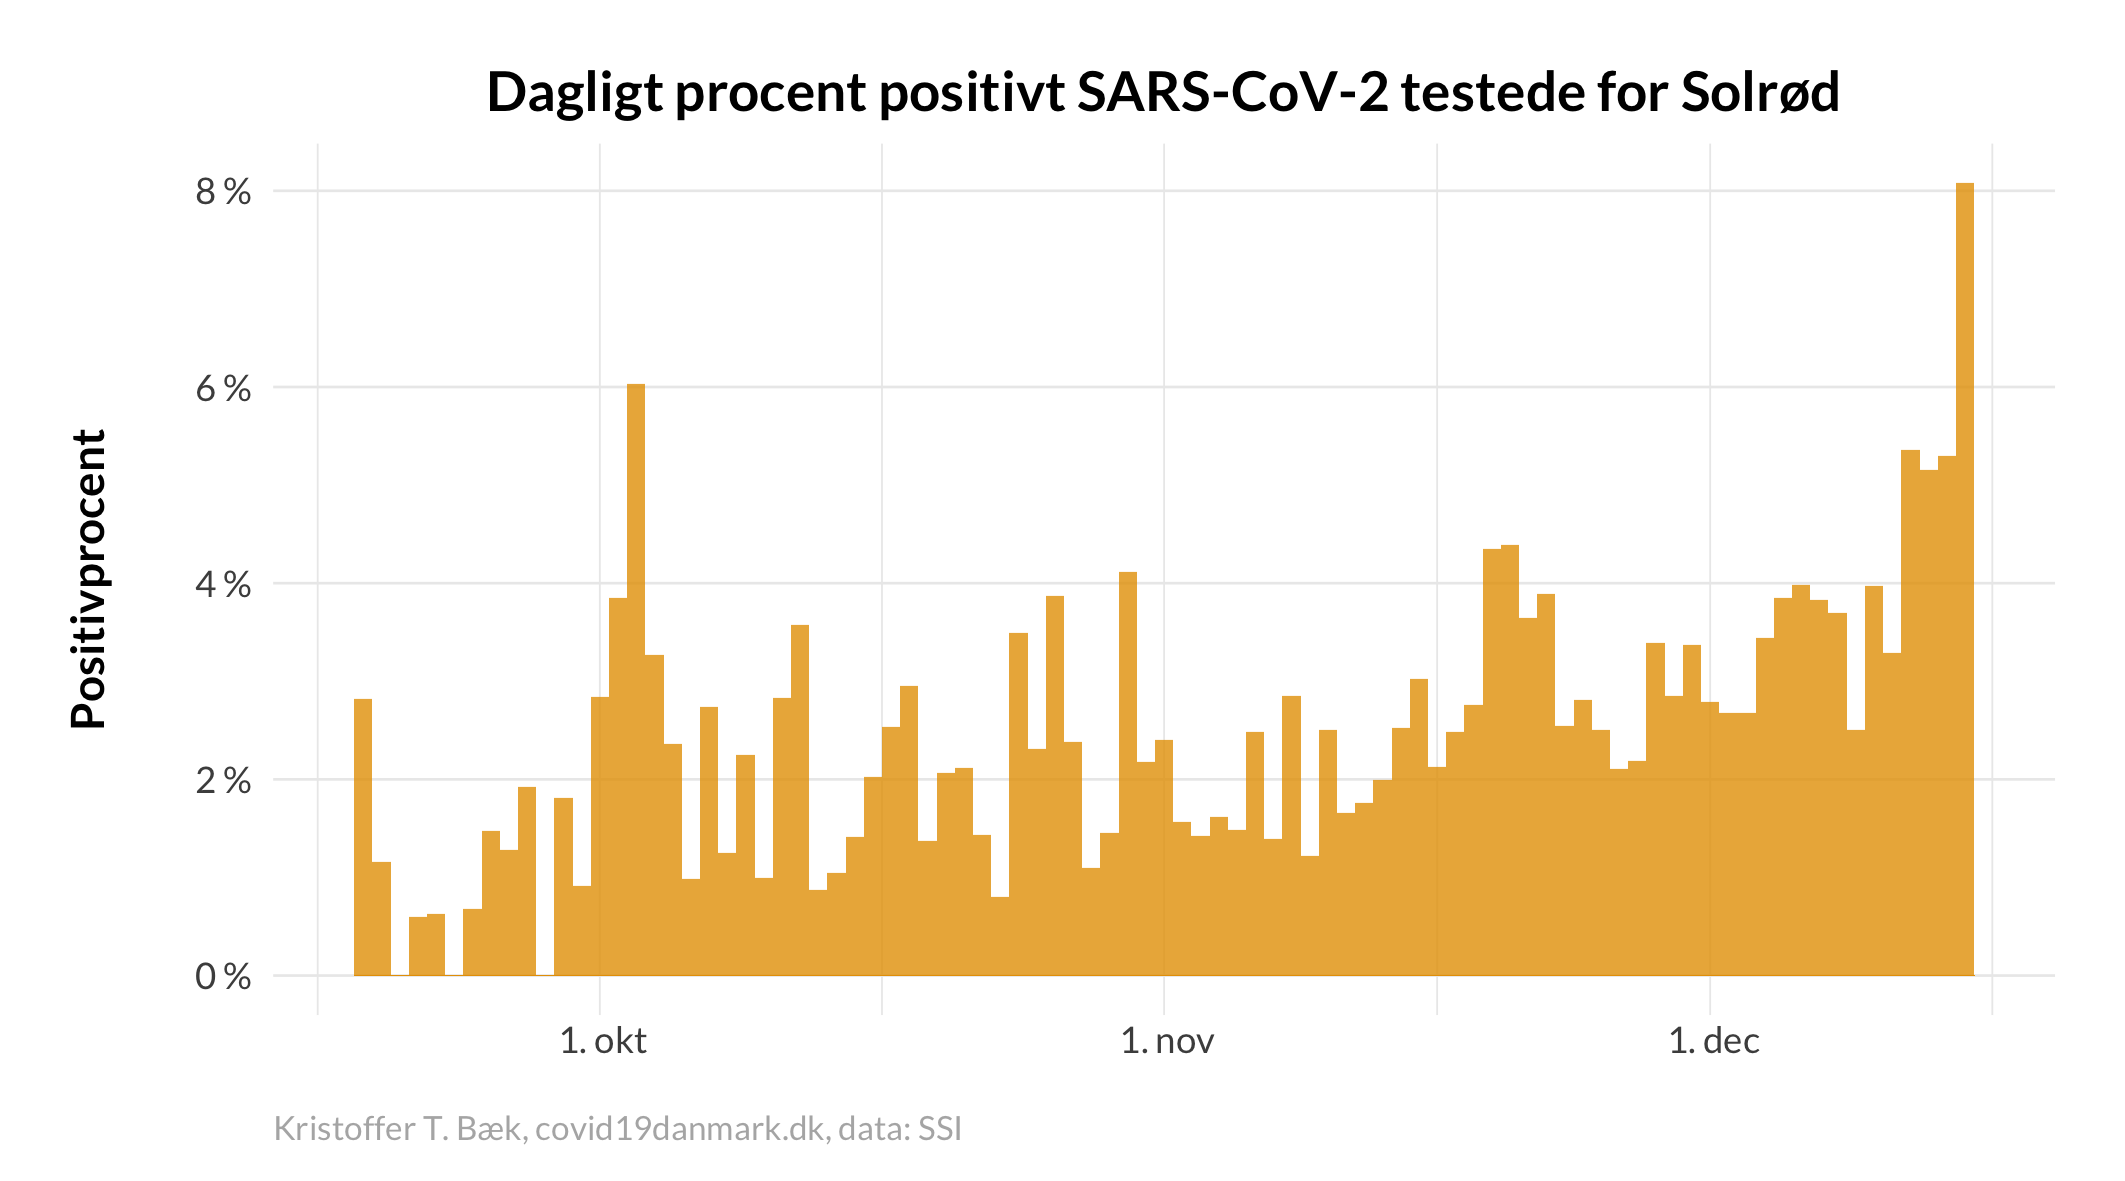 Dagligt procent positivt SARS-CoV-2 testede for Solrød
Positivprocent
8 %
6 %
4 %
2 %
0 %
1. okt
1. nov
1. dec
Kristoffer T. Bæk, covid19danmark.dk, data: SSI